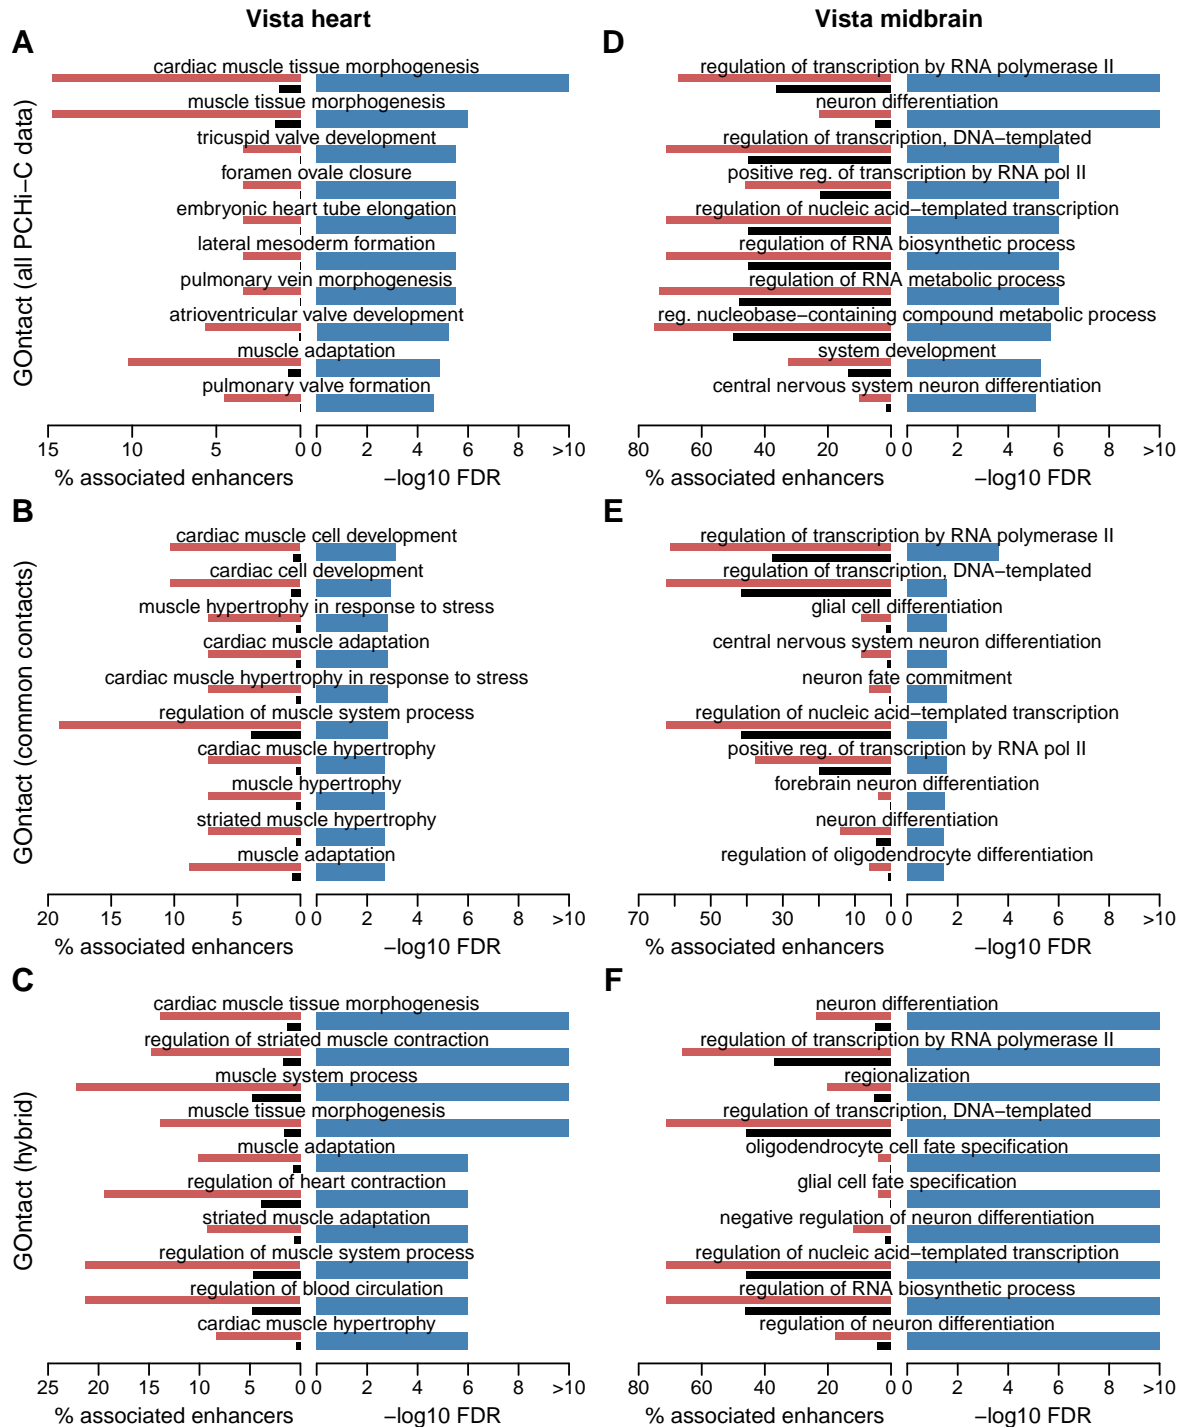 Vista heart
Vista midbrain
A
GOntact (all PCHi−C data)
cardiac muscle tissue morphogenesis
muscle tissue morphogenesis
tricuspid valve development
foramen ovale closure
embryonic heart tube elongation
lateral mesoderm formation
pulmonary vein morphogenesis
atrioventricular valve development
muscle adaptation
pulmonary valve formation
15 10 5 0 0 2 4 6 8 >10
% associated enhancers −log10 FDR
D
regulation of transcription by RNA polymerase II
neuron differentiation
regulation of transcription, DNA−templated
positive reg. of transcription by RNA pol II
regulation of nucleic acid−templated transcription
regulation of RNA biosynthetic process
regulation of RNA metabolic process
reg. nucleobase−containing compound metabolic process
system development
central nervous system neuron differentiation
80 60 40 20 0 0 2 4 6 8 >10
% associated enhancers −log10 FDR
B
GOntact (common contacts)
cardiac muscle cell development
cardiac cell development
muscle hypertrophy in response to stress
cardiac muscle adaptation
cardiac muscle hypertrophy in response to stress
regulation of muscle system process
cardiac muscle hypertrophy
muscle hypertrophy
striated muscle hypertrophy
muscle adaptation
20 15 10 5 0 0 2 4 6 8 >10
% associated enhancers −log10 FDR
E
regulation of transcription by RNA polymerase II
regulation of transcription, DNA−templated
glial cell differentiation
central nervous system neuron differentiation
neuron fate commitment
regulation of nucleic acid−templated transcription
positive reg. of transcription by RNA pol II
forebrain neuron differentiation
neuron differentiation
regulation of oligodendrocyte differentiation
70 60 50 30 10 0 0 2 4 6 8 >10
% associated enhancers −log10 FDR
C
GOntact (hybrid)
cardiac muscle tissue morphogenesis
regulation of striated muscle contraction
muscle system process
muscle tissue morphogenesis
muscle adaptation
regulation of heart contraction
striated muscle adaptation
regulation of muscle system process
regulation of blood circulation
cardiac muscle hypertrophy
25 20 15 10 5 0 0 2 4 6 8 >10
% associated enhancers −log10 FDR
F
neuron differentiation
regulation of transcription by RNA polymerase II
regionalization
regulation of transcription, DNA−templated
oligodendrocyte cell fate specification
glial cell fate specification
negative regulation of neuron differentiation
regulation of nucleic acid−templated transcription
regulation of RNA biosynthetic process
regulation of neuron differentiation
80 60 40 20 0 0 2 4 6 8 >10
% associated enhancers −log10 FDR